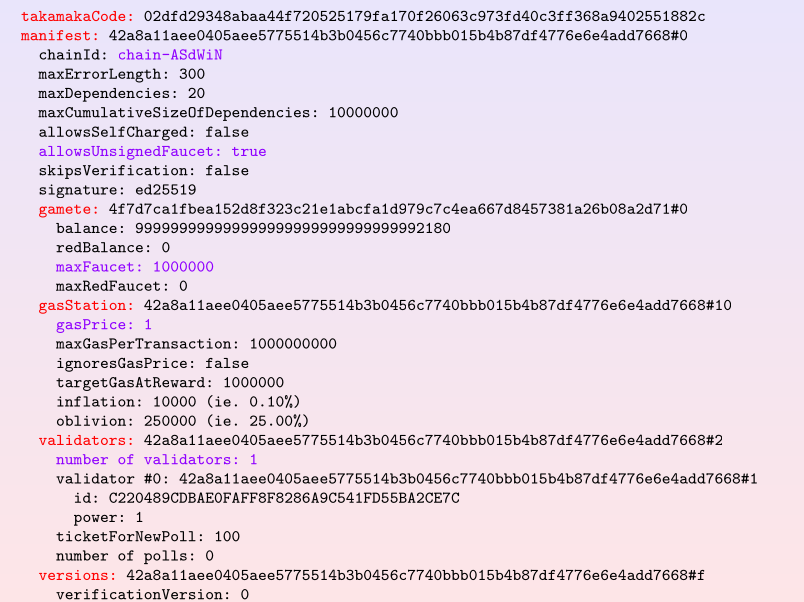 takamakaCode: 02dfd29348abaa44f720525179fa170f26063c973fd40c3ff368a9402551882c
manifest: 42a8a11aee0405aee5775514b3b0456c7740bbb015b4b87df4776e6e4add7668#0
chainId: chain-ASdWiN
maxErrorLength: 300
maxDependencies: 20
maxCumulativeSizeOfDependencies: 10000000
allowsSelfCharged: false
allowsUnsignedFaucet: true
skipsVerification: false
signature: ed25519
gamete: 4f7d7ca1fbea152d8f323c21e1abcfa1d979c7c4ea667d8457381a26b08a2d71#0
balance: 999999999999999999999999999999992180
redBalance: 0
maxFaucet: 1000000
maxRedFaucet: 0
gasStation: 42a8a11aee0405aee5775514b3b0456c7740bbb015b4b87df4776e6e4add7668#10
gasPrice: 1
maxGasPerTransaction: 1000000000
ignoresGasPrice: false
targetGasAtReward: 1000000
inflation: 10000 (ie. 0.10%)
oblivion: 250000 (ie. 25.00%)
validators: 42a8a11aee0405aee5775514b3b0456c7740bbb015b4b87df4776e6e4add7668#2
number of validators: 1
validator #0: 42a8a11aee0405aee5775514b3b0456c7740bbb015b4b87df4776e6e4add7668#1
id: C220489CDBAE0FAFF8F8286A9C541FD55BA2CE7C
power: 1
ticketForNewPoll: 100
number of polls: 0
versions: 42a8a11aee0405aee5775514b3b0456c7740bbb015b4b87df4776e6e4add7668#f
verificationVersion: 0